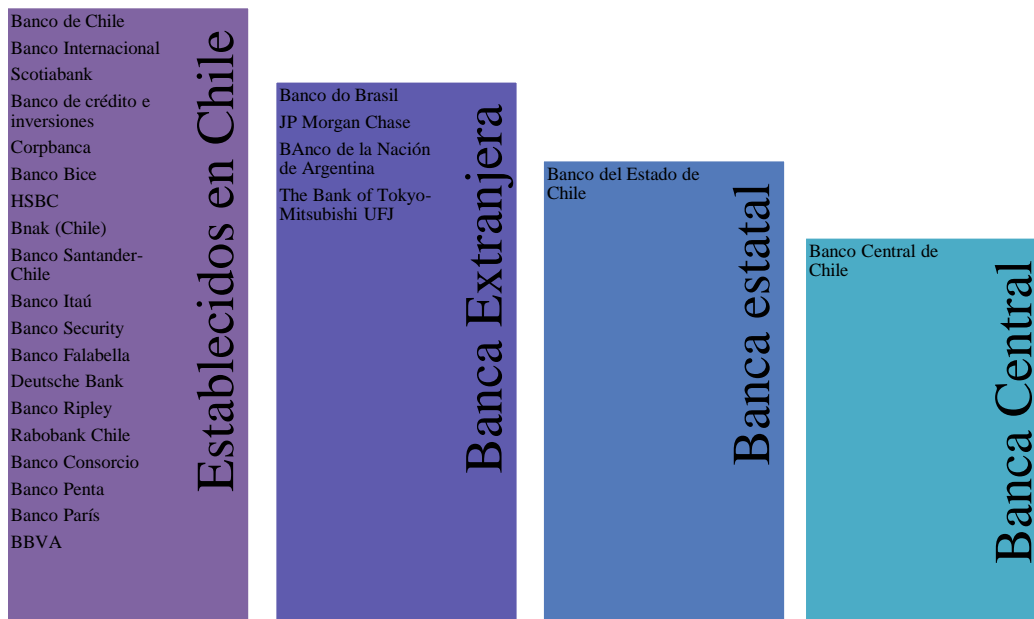 Banco de Chile
Banco Internacional
Scotiabank
Banco de crédito e
inversiones
Corpbanca
Banco Bice
HSBC
Bnak (Chile)
Banco Santander-
Chile
Banco Itaú
Banco Security
Banco Falabella
Deutsche Bank
Banco Ripley
Rabobank Chile
Banco Consorcio
Banco Penta
Banco París
BBVA
Establecidos en Chile
Banco do Brasil
JP Morgan Chase
BAnco de la Nación
de Argentina
The Bank of Tokyo-
Mitsubishi UFJ
Banca Extranjera
Banco del Estado de
Chile
Banca estatal
Banco Central de
Chile
Banca Central